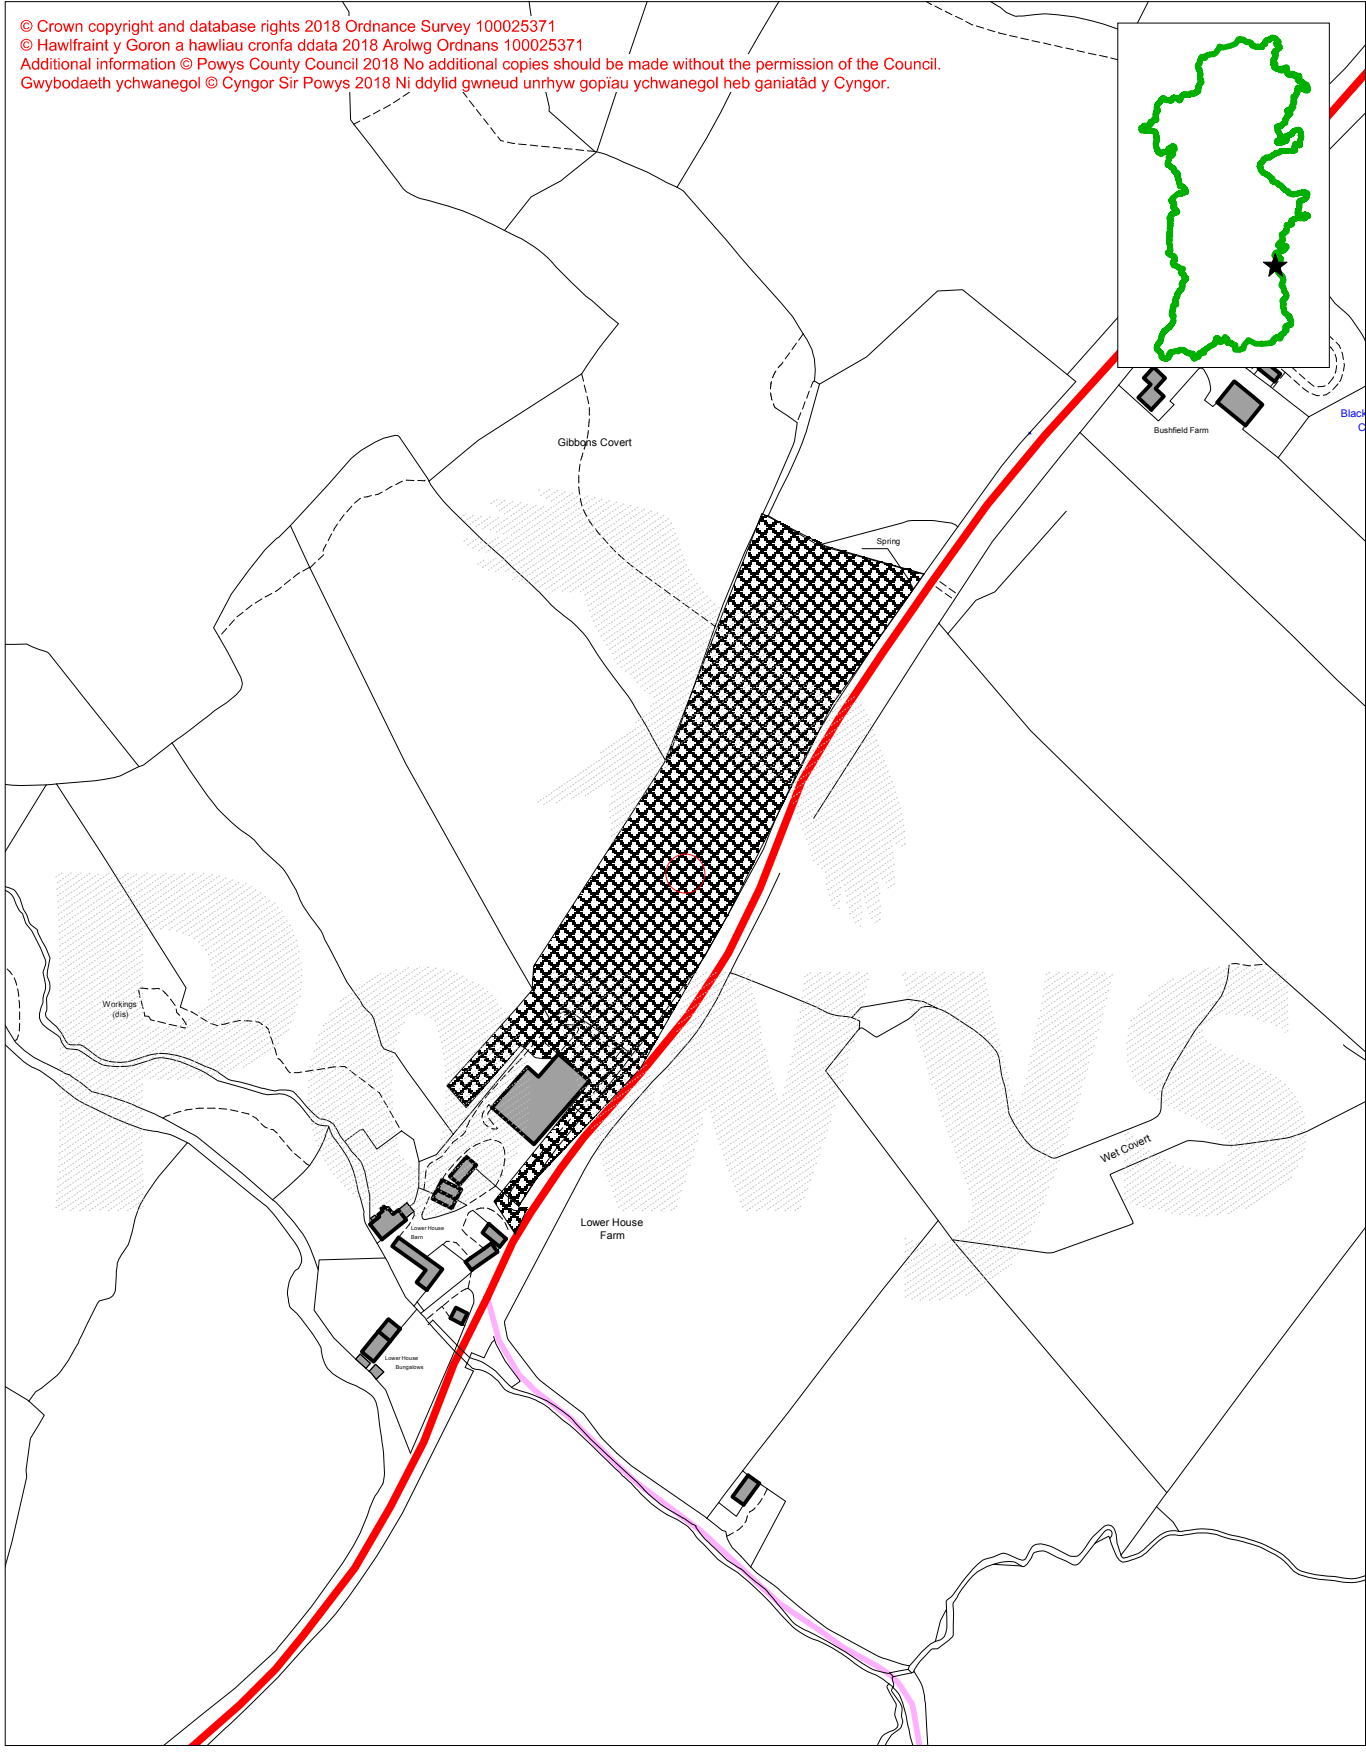 © Crown copyright and database rights 2018 Ordnance Survey 100025371
© Hawlfraint y Goron a hawliau cronfa ddata 2018 Arolwg Ordnans 100025371
Additional information © Powys County Council 2018 No additional copies should be made without the permission of the Council.
Gwybodaeth ychwanegol © Cyngor Sir Powys 2018 Ni ddylid gwneud unrhyw gopïau ychwanegol heb ganiatâd y Cyngor.
Black
C
Bushfield Farm
Gibbons Covert
Spring
Workings
(dis)
POWYS
Wet Covert
Lower House
Farm
Lower House
Barn
Lower House
Bungalows